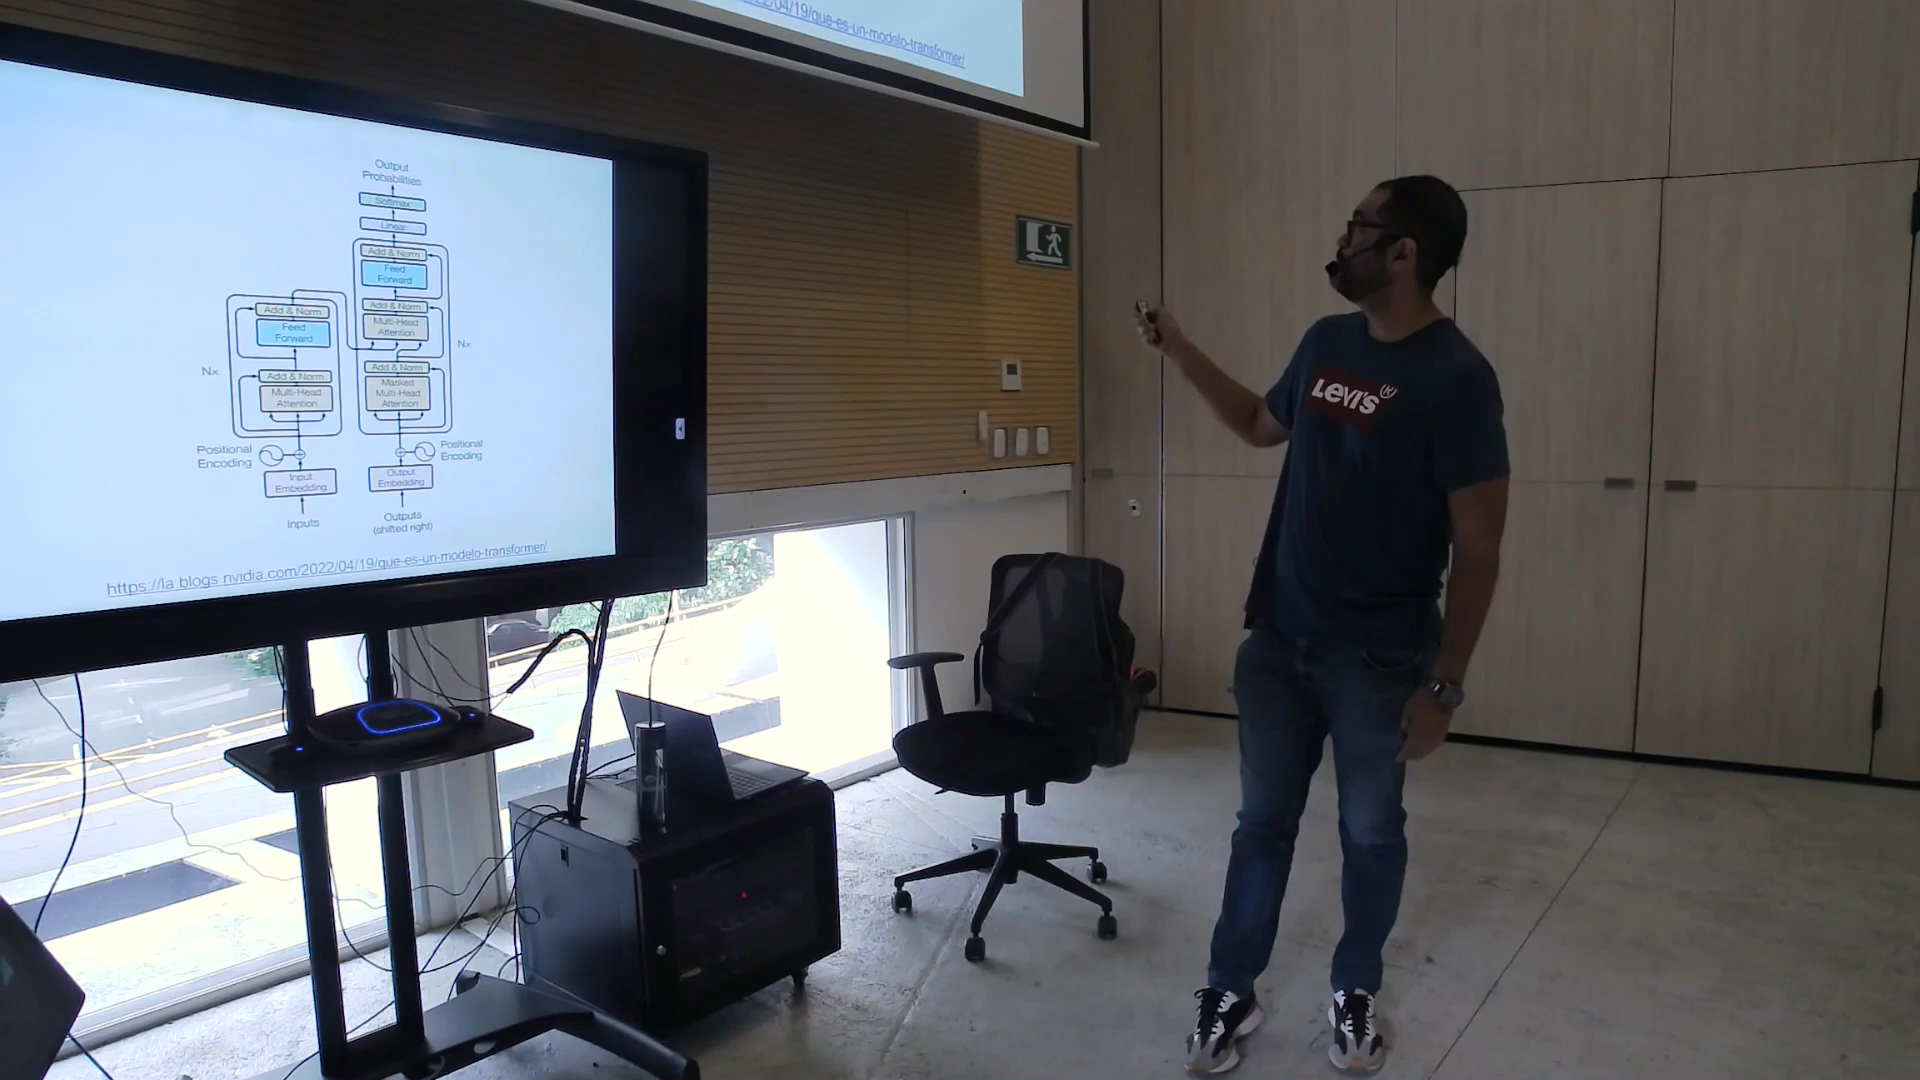 22/04/19/que-es-un-modelo-transformer/
Output
Probabilities
Softmax
Linear
Add & Norm
Feed
Forward
Add & Norm
Multi-Head
Attention
Nx
Add & Norm
Masked
Multi-Head
Attention
Add & Norm
Feed
Forward
Nx
Add & Norm
Multi-Head
Attention
Positional
Encoding
Positional
Encoding
Input
Embedding
Output
Embedding
Inputs
Outputs
(shifted right)
https://la.blogs.nvidia.com/2022/04/19/que-es-un-modelo-transformer/
Levi's